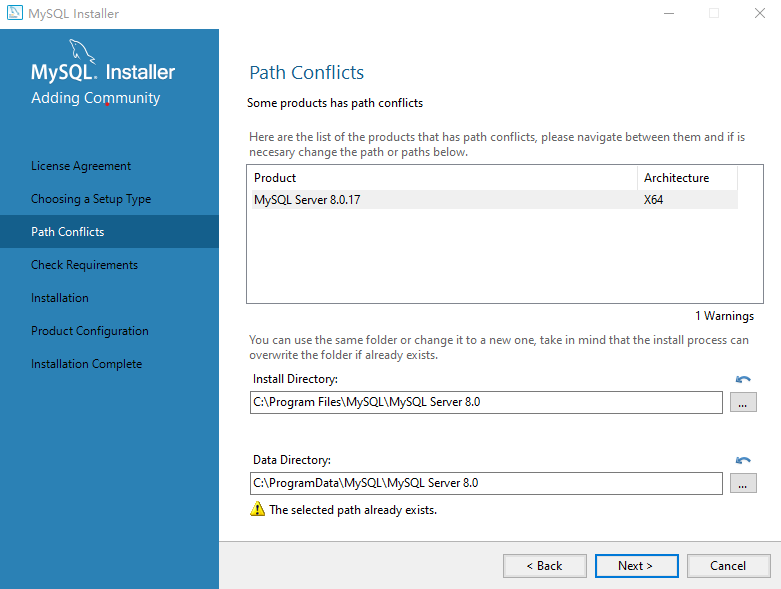 MySQL Installer
MySQL. Installer
Adding Community
License Agreement
Choosing a Setup Type
Path Conflicts
Check Requirements
Installation
Product Configuration
Installation Complete
Path Conflicts
Some products has path conflicts
Here are the list of the products that has path conflicts, please navigate between them and if is
necesary change the path or paths below.
Product Architecture
MySQL Server 8.0.17 X64
1 Warnings
You can use the same folder or change it to a new one, take in mind that the install process can
overwrite the folder if already exists.
Install Directory:
C:\Program Files\MySQL\MySQL Server 8.0
...
Data Directory:
C:\ProgramData\MySQL\MySQL Server 8.0
...
The selected path already exists.
< Back Next > Cancel